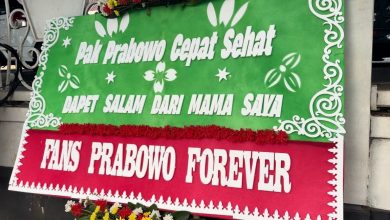 Pak Prabowo Cepat Sehat
DAPET SALAM DARI MAMA SAYA
FANS PRABOWO FOREVER